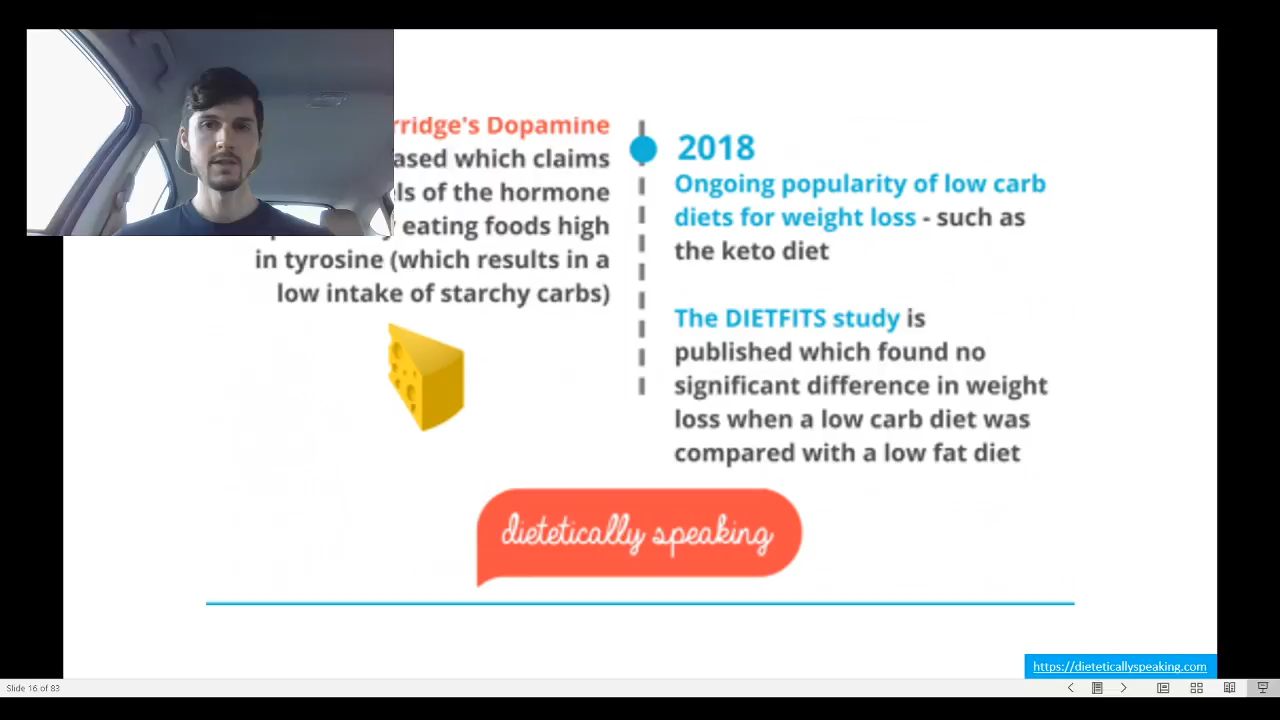 rridge's Dopamine
ased which claims
ls of the hormone
eating foods high
in tyrosine (which results in a
low intake of starchy carbs)
2018
Ongoing popularity of low carb
diets for weight loss - such as
the keto diet
The DIETFITS study is
published which found no
significant difference in weight
loss when a low carb diet was
compared with a low fat diet
dietetically speaking
https://dieteticallyspeaking.com
Slide 16 of 83